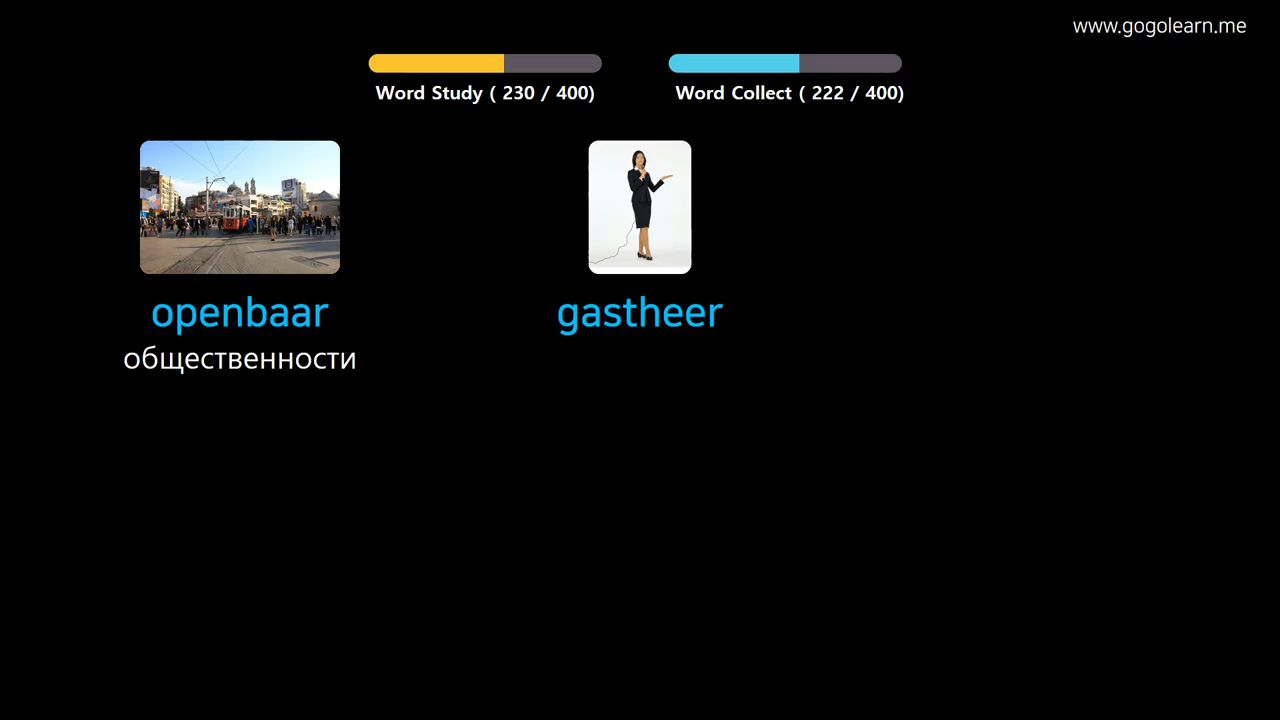 www.gogolearn.me
Word Study ( 230 / 400)
Word Collect ( 222 / 400)
openbaar
gastheer
общественности